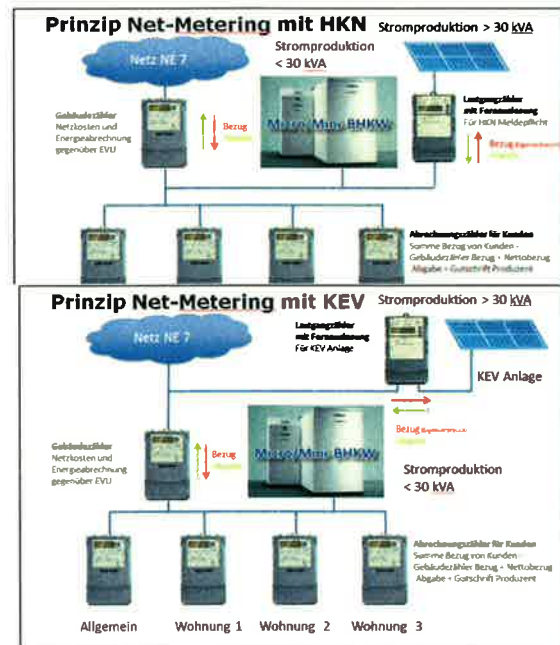 Prinzip Net-Metering mit HKN Stromproduktion > 30 kVA
Netz NE 7
Stromproduktion
< 30 kVA
Gebäudezähler
Netzkosten und
Energieabrechnung
gegenüber EVU
Bezug
Micro/Mini BHKW
Lastgangzähler
mit Fernauslesung
Für HKN Meldepflicht
Bezug
Abrechnungszähler für Kunden
Summe Bezug von Kunden -
Gebäudezähler Bezug + Nettobezug
Abgabe + Gutschrift Produzent
Prinzip Net-Metering mit KEV Stromproduktion > 30 kVA
Netz NE 7
Lastgangzähler
mit Fernauslesung
Für KEV Anlage
KEV Anlage
Bezug
Gebäudezähler
Netzkosten und
Energieabrechnung
gegenüber EVU
Bezug
Micro/Mini BHKW
Stromproduktion
< 30 kVA
Abrechnungszähler für Kunden
Summe Bezug von Kunden -
Gebäudezähler Bezug + Nettobezug
Abgabe + Gutschrift Produzent
Allgemein Wohnung 1 Wohnung 2 Wohnung 3